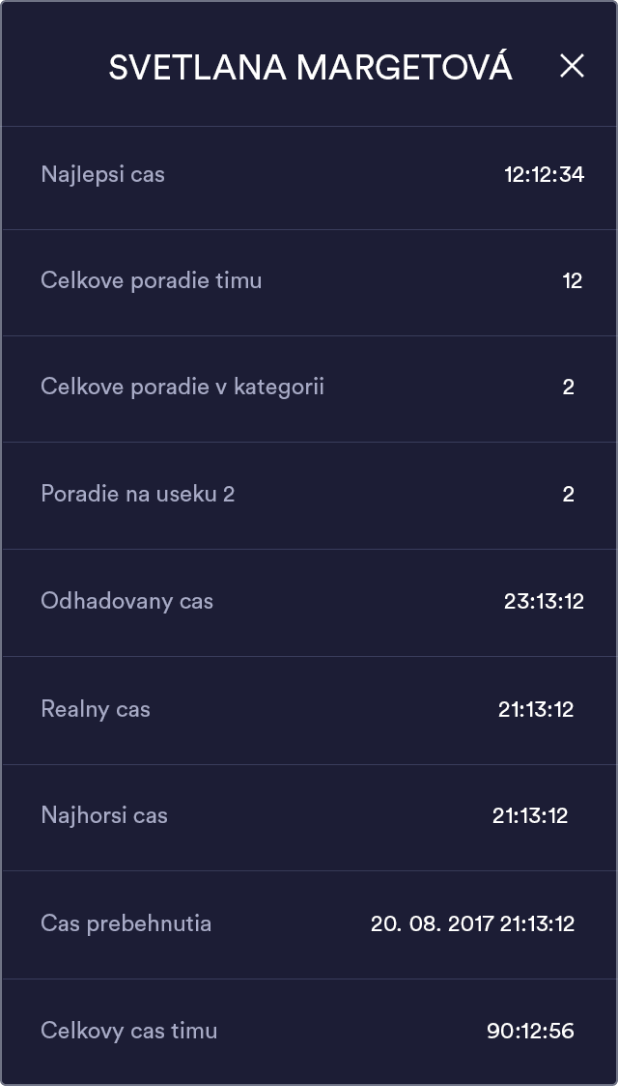 SVETLANA MARGETOVÁ
Najlepsi cas 12:12:34
Celkove poradie timu 12
Celkove poradie v kategorii 2
Poradie na useku 2 2
Odhadovany cas 23:13:12
Realny cas 21:13:12
Najhorsi cas 21:13:12
Cas prebehnutia 20. 08. 2017 21:13:12
Celkovy cas timu 90:12:56